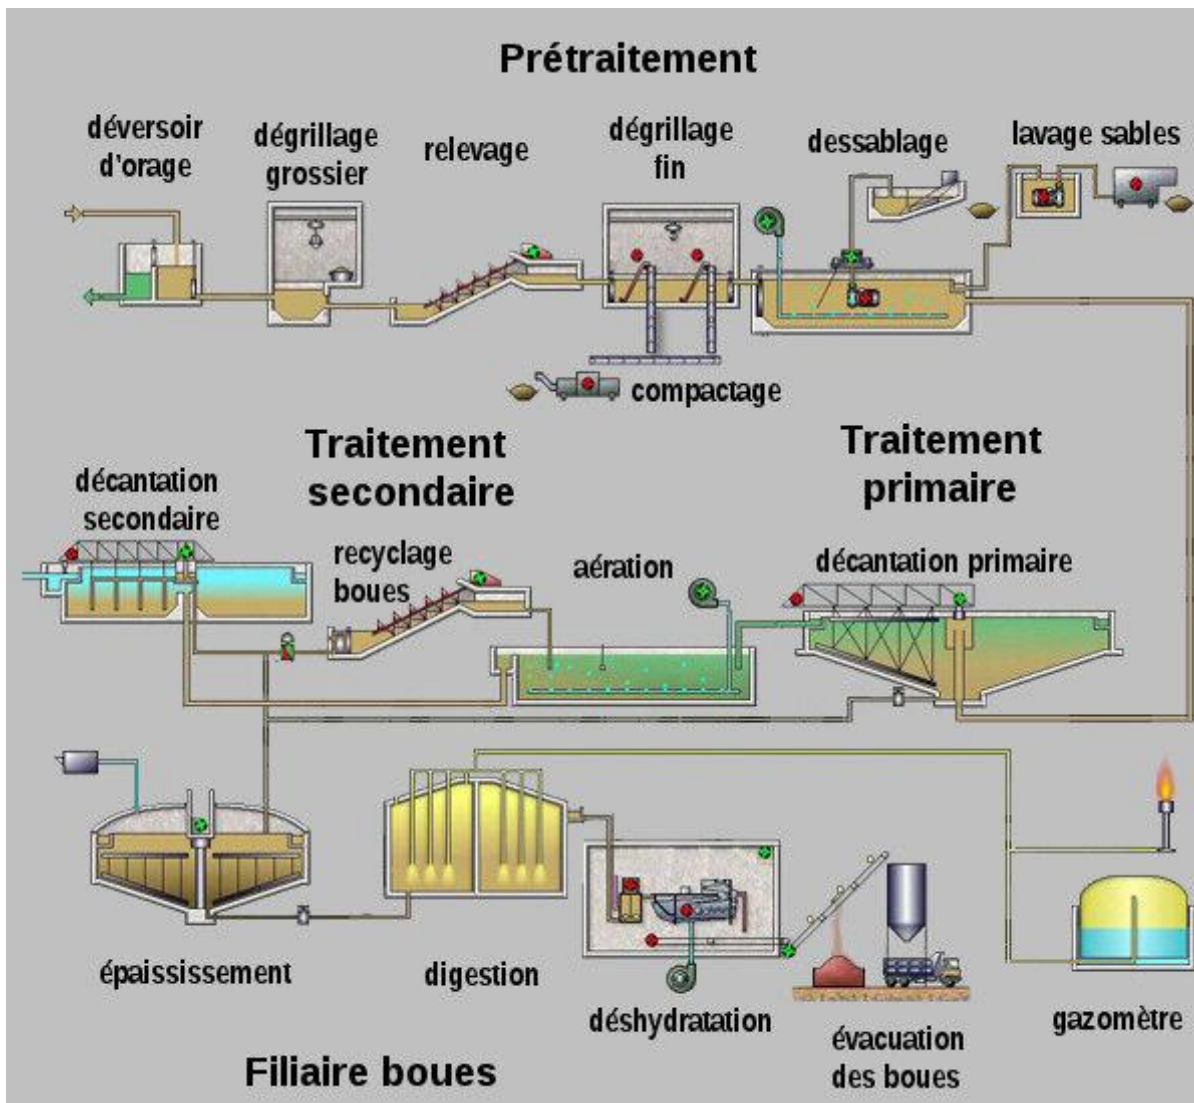 Prétraitement
déversoir
d'orage
dégrillage
grossier
relevage
dégrillage
fin
dessablage
lavage sables
compactage
Traitement
secondaire
Traitement
primaire
décantation
secondaire
recyclage
boues
aération
décantation primaire
épaississement
digestion
déshydratation
évacuation
des boues
gazomètre
Filiaire boues